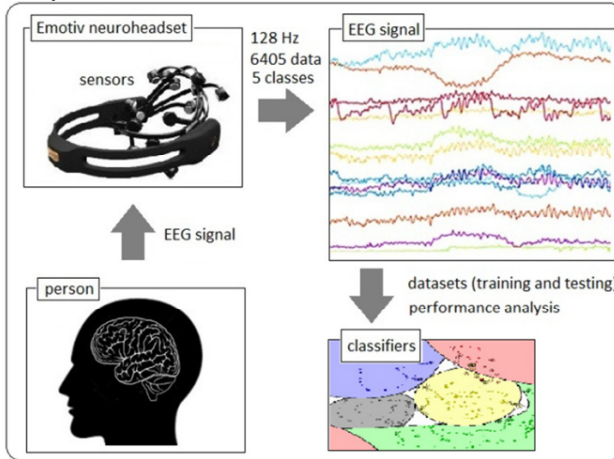 Emotiv neuroheadset
sensors
128 Hz
6405 data
5 classes
EEG signal
EEG signal
person
datasets (training and testing)
performance analysis
classifiers